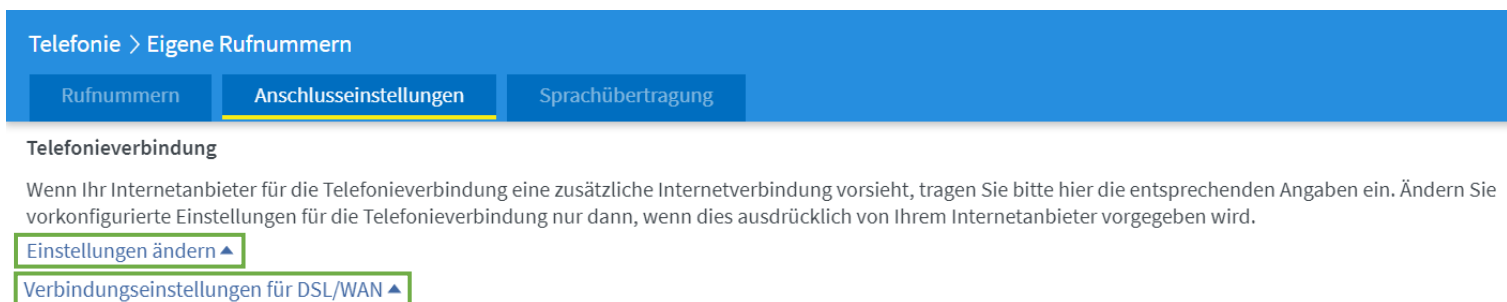 Telefonie > Eigene Rufnummern
Rufnummern Anschlusseinstellungen Sprachübertragung
Telefonieverbindung
Wenn Ihr Internetanbieter für die Telefonieverbindung eine zusätzliche Internetverbindung vorsieht, tragen Sie bitte hier die entsprechenden Angaben ein. Ändern Sie
vorkonfigurierte Einstellungen für die Telefonieverbindung nur dann, wenn dies ausdrücklich von Ihrem Internetanbieter vorgegeben wird.
Einstellungen ändern
Verbindungseinstellungen für DSL/WAN